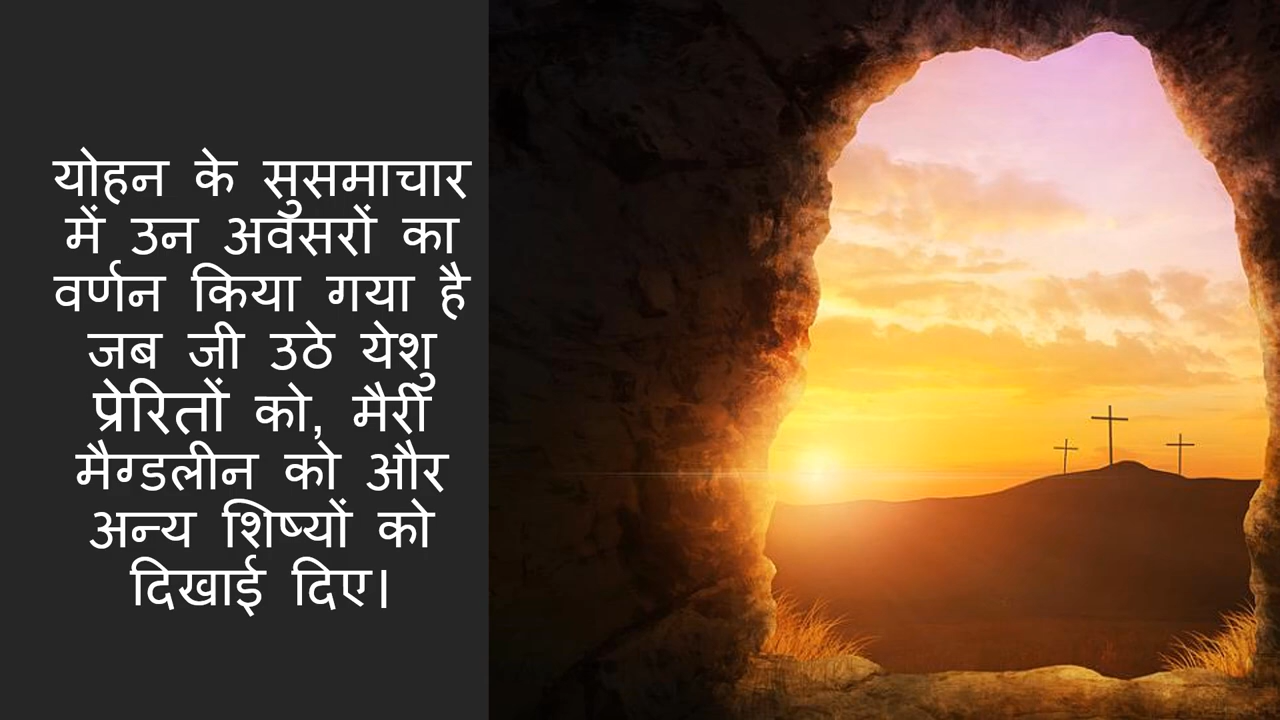 योहन के सुसमाचार
में उन अवसरों का
वर्णन किया गया है
जब जी उठे येशु
प्रेरितों को, मैरी
मैग्डलीन को और
अन्य शिष्यों को
दिखाई दिए।